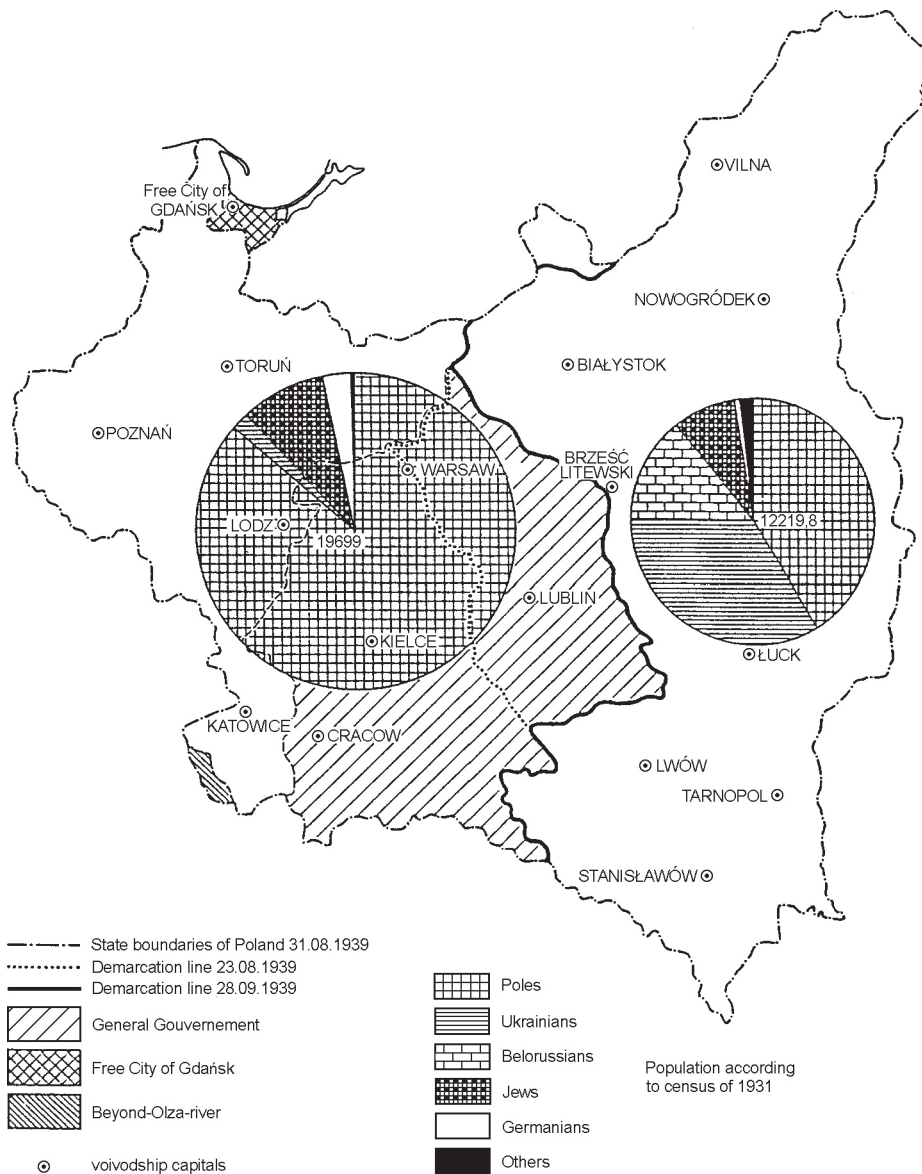 VILNA
Free City of
GDAŃSK
NOWOGRÓDEK
TORUŃ
BIAŁYSTOK
POZNAŃ
WARSAW
BRZEŚĆ
LITEWSKI
LODZ
19699
12219,8
LUBLIN
KIELCE
ŁUCK
KATOWICE
CRACOW
LWÓW
TARNOPOL
STANISŁAWÓW
State boundaries of Poland 31.08.1939
Demarcation line 23.08.1939
Demarcation line 28.09.1939
General Gouvernement
Free City of Gdańsk
Beyond-Olza-river
voivodship capitals
Poles
Ukrainians
Belorussians
Jews
Germanians
Others
Population according
to census of 1931